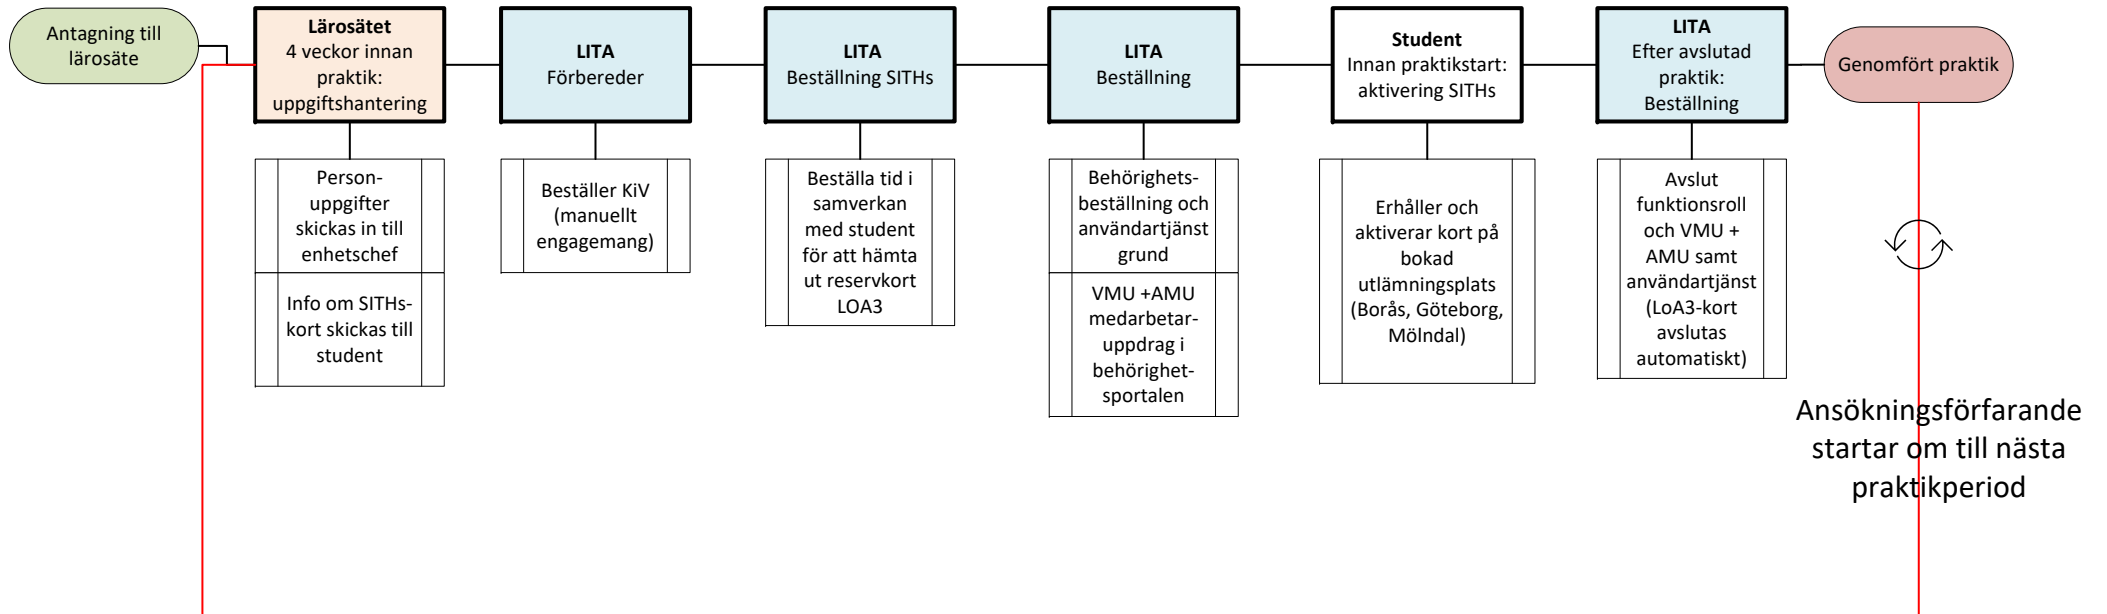 Antagning till
lärosäte
Lärosätet
4 veckor innan
praktik:
uppgiftshantering
LITA
Förbereder
LITA
Beställning SITHs
LITA
Beställning
Student
Innan praktikstart:
aktivering SITHs
LITA
Efter avslutad
praktik:
Beställning
Genomfört praktik
Person-
uppgifter
skickas in till
enhetschef
Info om SITHs-
kort skickas till
student
Beställer KiV
(manuellt
engagemang)
Beställa tid i
samverkan
med student
för att hämta
ut reservkort
LOA3
Behörighets-
beställning och
användartjänst
grund
VMU +AMU
medarbetar-
uppdrag i
behörighet-
sportalen
Erhåller och
aktiverar kort på
bokad
utlämningsplats
(Borås, Göteborg,
Mölndal)
Avslut
funktionsroll
och VMU +
AMU samt
användartjänst
(LoA3-kort
avslutas
automatiskt)
Ansökningsförfarande
startar om till nästa
praktikperiod